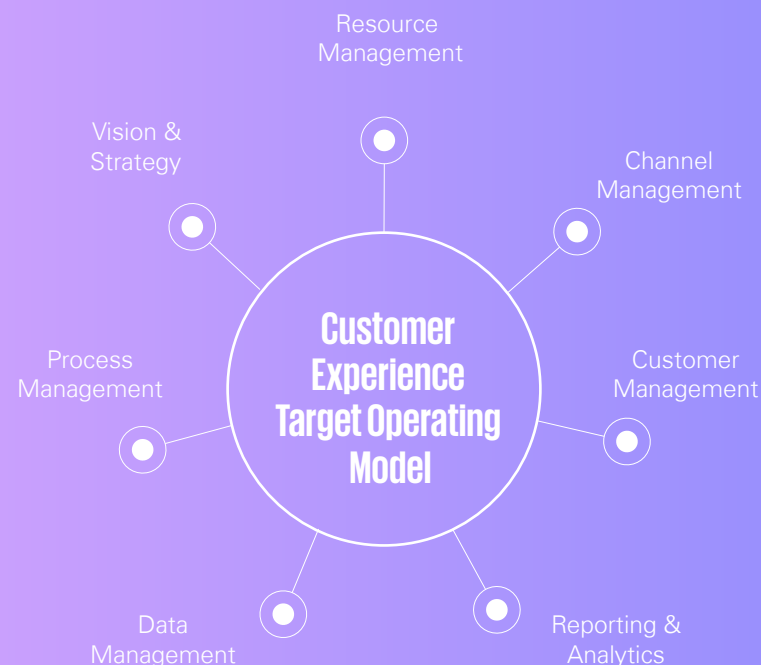 Resource
Management
Vision &
Strategy
Channel
Management
Customer
Experience
Target Operating
Model
Process
Management
Customer
Management
Data
Management
Reporting &
Analytics